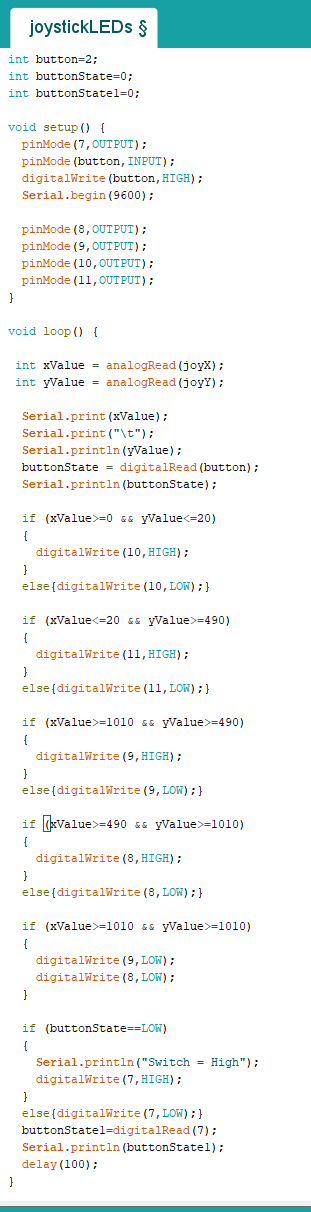 joystickLEDs §
int button=2;
int buttonState=0;
int buttonState1=0;
void setup() {
pinMode(7,OUTPUT);
pinMode(button,INPUT);
digitalWrite(button,HIGH);
Serial.begin(9600);
pinMode(8,OUTPUT);
pinMode(9,OUTPUT);
pinMode(10,OUTPUT);
pinMode(11,OUTPUT);
}
void loop() {
int xValue = analogRead(joyX);
int yValue = analogRead(joyY);
Serial.print(xValue);
Serial.print("\t");
Serial.println(yValue);
buttonState = digitalRead(button);
Serial.println(buttonState);
if (xValue>=0 && yValue<=20)
{
digitalWrite(10,HIGH);
}
else{digitalWrite(10,LOW);}
if (xValue<=20 && yValue>=490)
{
digitalWrite(11,HIGH);
}
else{digitalWrite(11,LOW);}
if (xValue>=1010 && yValue>=490)
{
digitalWrite(9,HIGH);
}
else{digitalWrite(9,LOW);}
if (xValue>=490 && yValue>=1010)
{
digitalWrite(8,HIGH);
}
else{digitalWrite(8,LOW);}
if (xValue>=1010 && yValue>=1010)
{
digitalWrite(9,LOW);
digitalWrite(8,LOW);
}
if (buttonState==LOW)
{
Serial.println("Switch = High");
digitalWrite(7,HIGH);
}
else{digitalWrite(7,LOW);}
buttonState1=digitalRead(7);
Serial.println(buttonState1);
delay(100);
}